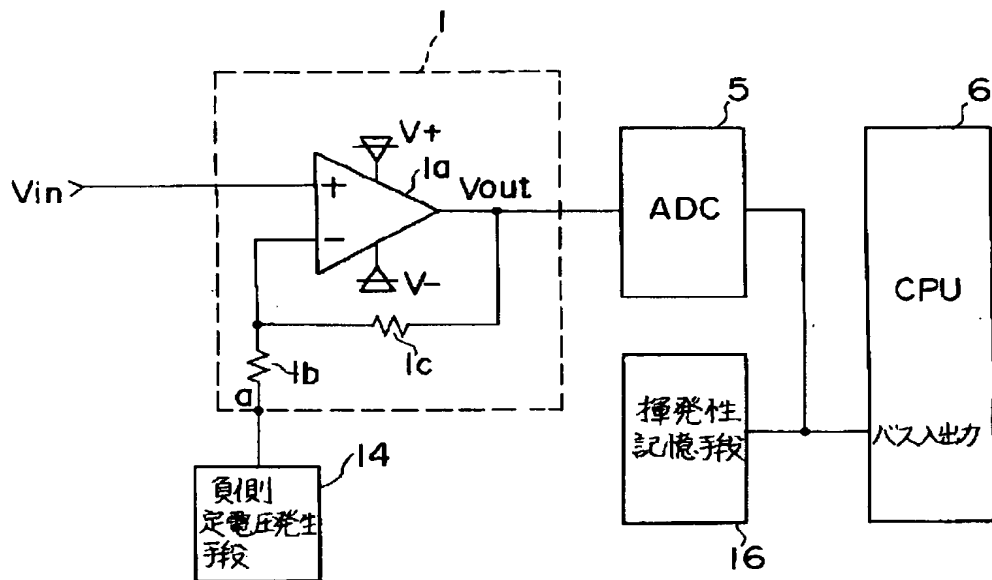 1
5
6
V+
1a
Vin
+
Vout
ADC
−
V-
CPU
1c
1b
a
揮発性
記憶手段
バス入出力
14
負側
定電圧発生
手段
16